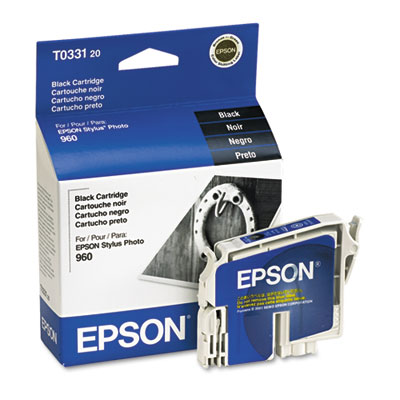 T0331 20
EPSON
Black Cartridge
Cartouche noir
Cartucho negro
Cartucho preto
For / Pour / Para:
EPSON Stylus® Photo
960
Black
Noir
Negro
Preto
Black Cartridge
Cartouche noir
Cartucho negro
Cartucho preto
For / Pour / Para:
EPSON Stylus Photo
960
EPSON®
EPSON®